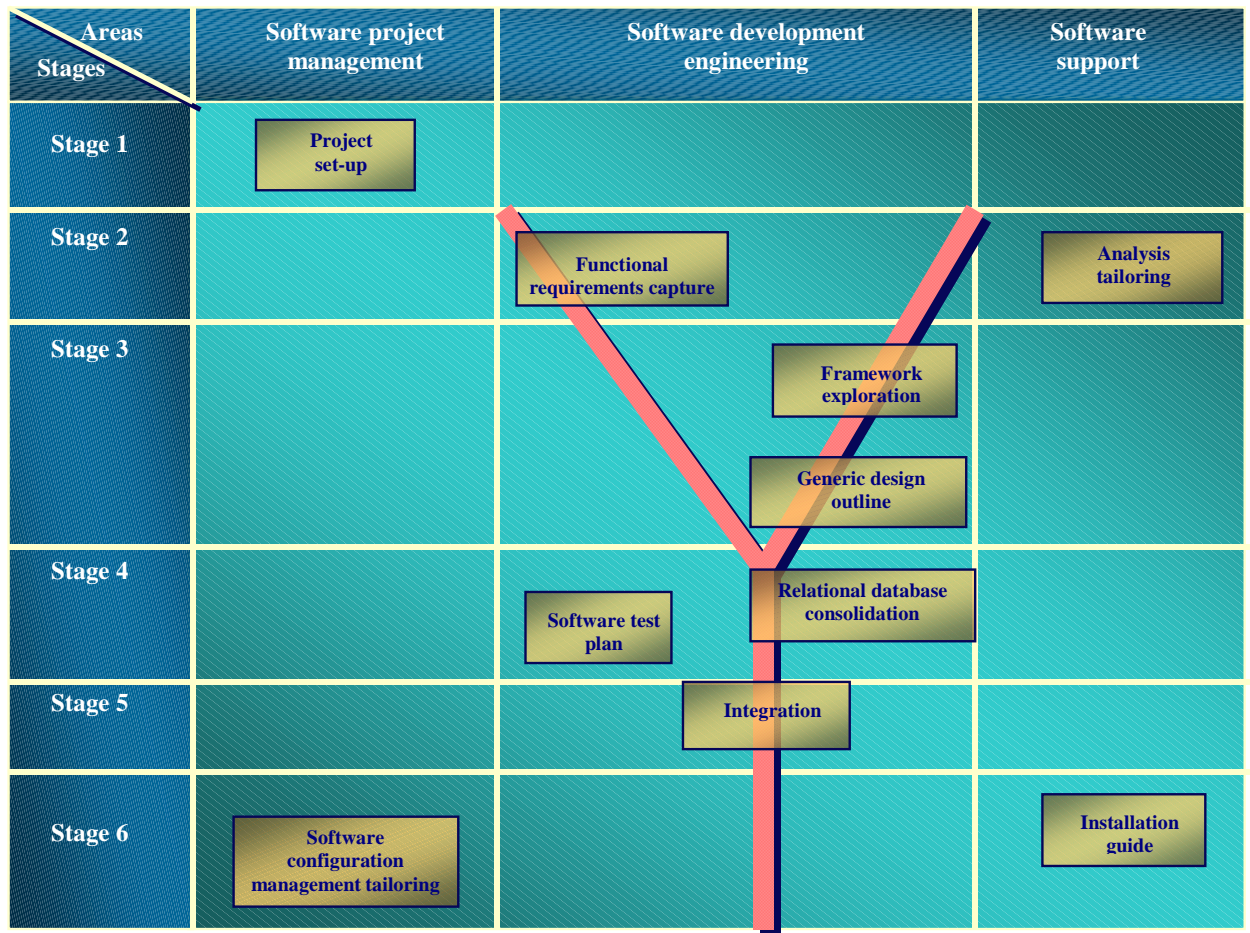 Areas
Stages
Software project
management
Software development
engineering
Software
support
Stage 1
Project
set-up
Stage 2
Functional
requirements capture
Analysis
tailoring
Stage 3
Framework
exploration
Generic design
outline
Stage 4
Software test
plan
Relational database
consolidation
Stage 5
Integration
Stage 6
Software
configuration
management tailoring
Installation
guide